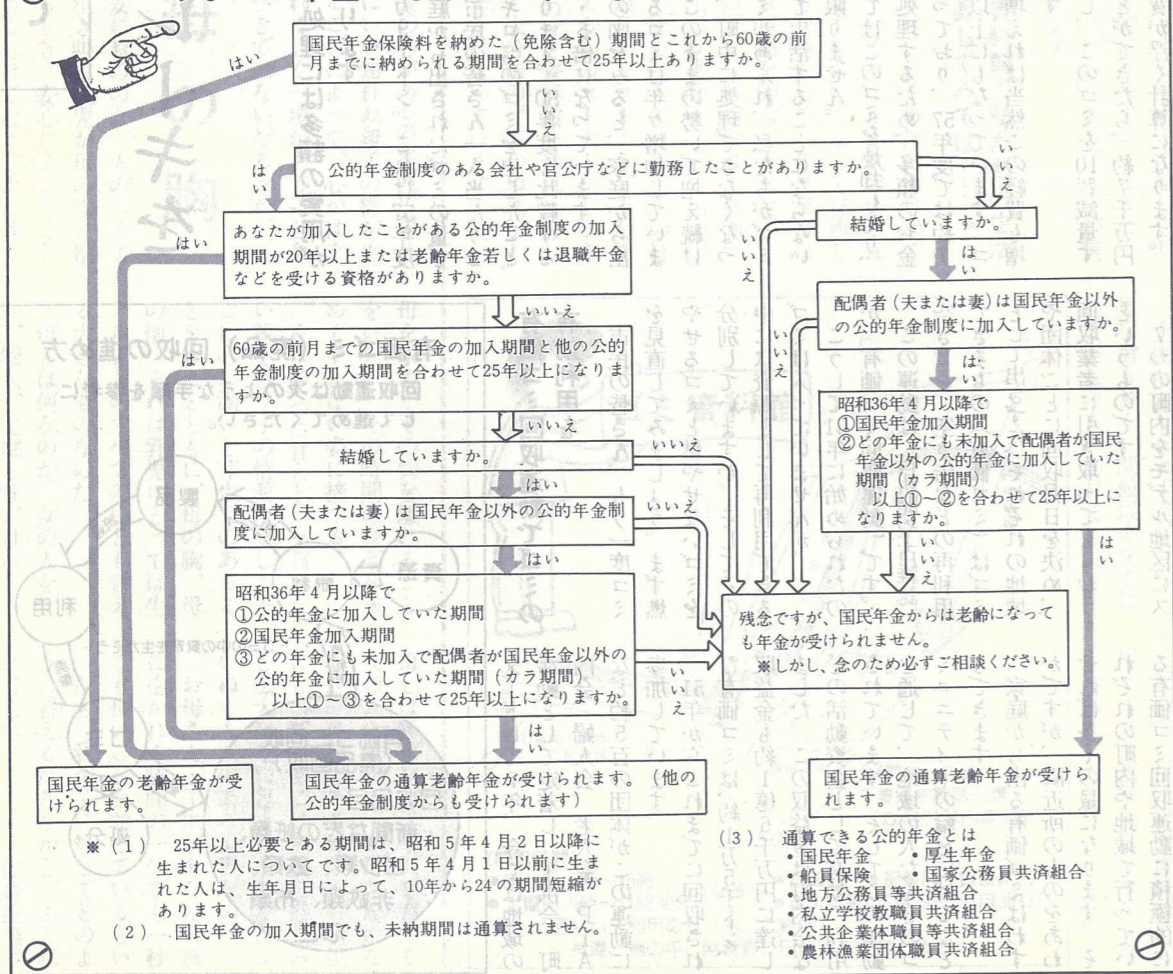 国民年金保険料を納めた（免除含む）期間とこれから60歳の前
月までに納められる期間を合わせて25年以上ありますか。
はい
いいえ
公的年金制度のある会社や官公庁などに勤務したことがありますか。
はい
いいえ
あなたが加入したことがある公的年金制度の加入
期間が20年以上または老齢年金若しくは退職年金
などを受ける資格がありますか。
はい
いいえ
60歳の前月までの国民年金の加入期間と他の公的
年金制度の加入期間を合わせて25年以上になりま
すか。
はい
いいえ
結婚していますか。
いいえ
はい
配偶者（夫または妻）は国民年金以外の公的年金制
度に加入していますか。
いいえ
はい
昭和36年4月以降で
①公的年金に加入していた期間
②国民年金加入期間
③どの年金にも未加入で配偶者が国民年金以外の
公的年金に加入していた期間（カラ期間）
以上①～③を合わせて25年以上になりますか。
いいえ
はい
結婚していますか。
いいえ
はい
配偶者（夫または妻）は国民年金以外
の公的年金制度に加入していますか。
いいえ
はい
昭和36年4月以降で
①国民年金加入期間
②どの年金にも未加入で配偶者が国民
年金以外の公的年金に加入していた
期間（カラ期間）
以上①～②を合わせて25年以上に
なりますか。
いいえ
はい
残念ですが、国民年金からは老齢になって
も年金が受けられません。
※しかし、念のため必ずご相談ください。
国民年金の老齢年金が受
けられます。
国民年金の通算老齢年金が受けられます。（他の
公的年金制度からも受けられます）
国民年金の通算老齢年金が受けら
れます。
※（1） 25年以上必要とある期間は、昭和5年4月2日以降に
生まれた人についてです。昭和5年4月1日以前に生ま
れた人は、生年月日によって、10年から24の期間短縮が
あります。
（2） 国民年金の加入期間でも、未納期間は通算されません。
（3） 通算できる公的年金とは
・国民年金 ・厚生年金
・船員保険 ・国家公務員共済組合
・地方公務員等共済組合
・私立学校教職員共済組合
・公共企業体職員等共済組合
・農林漁業団体職員共済組合